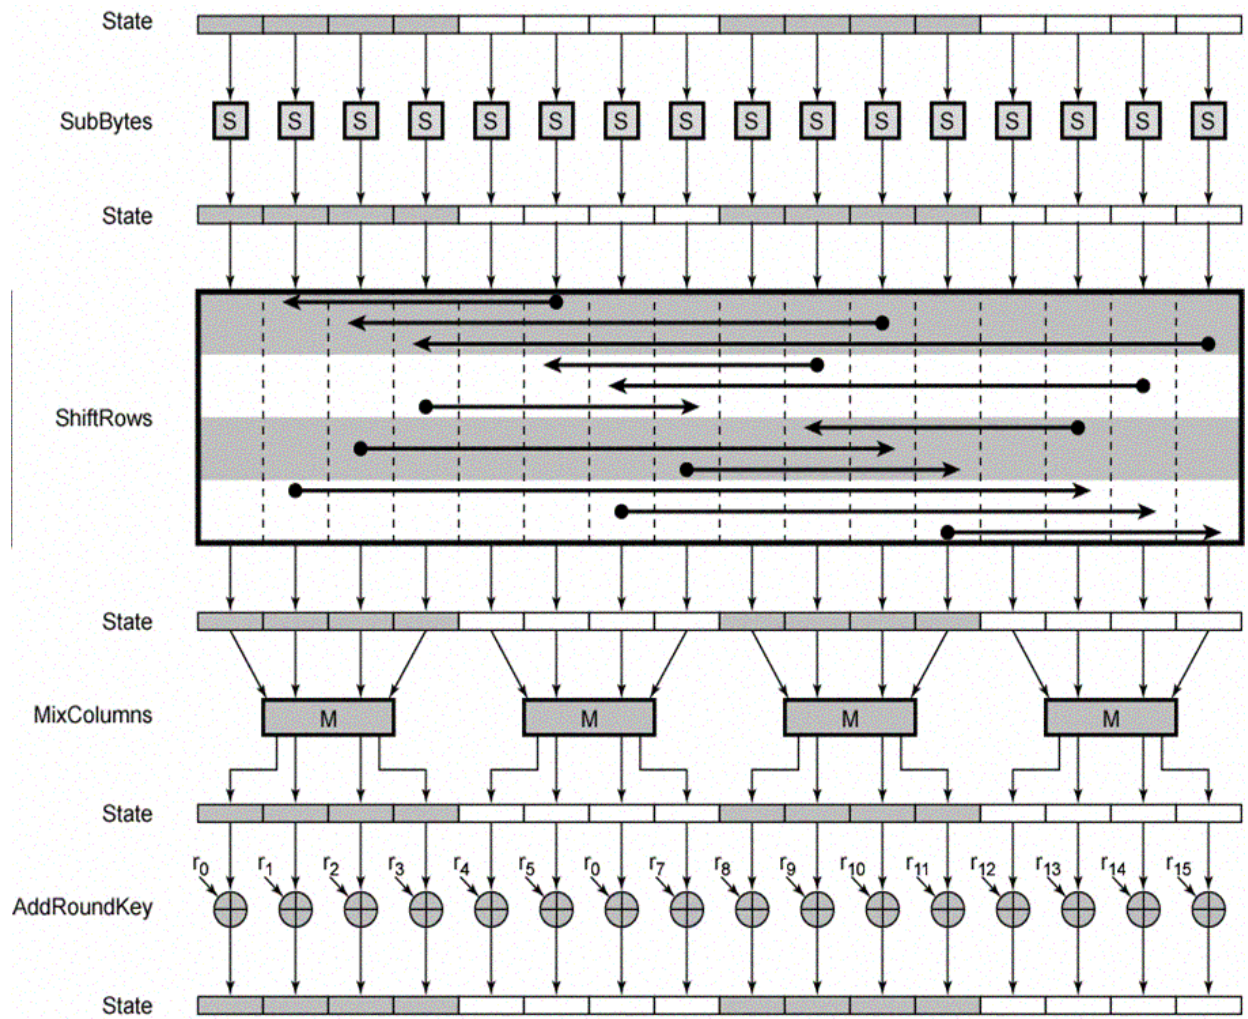 State
SubBytes S S S S S S S S S S S S S S S S
State
ShiftRows
State
MixColumns M M M M
State
r0 r1 r2 r3 r4 r5 r0 r7 r8 r9 r10 r11 r12 r13 r14 r15
AddRoundKey
State